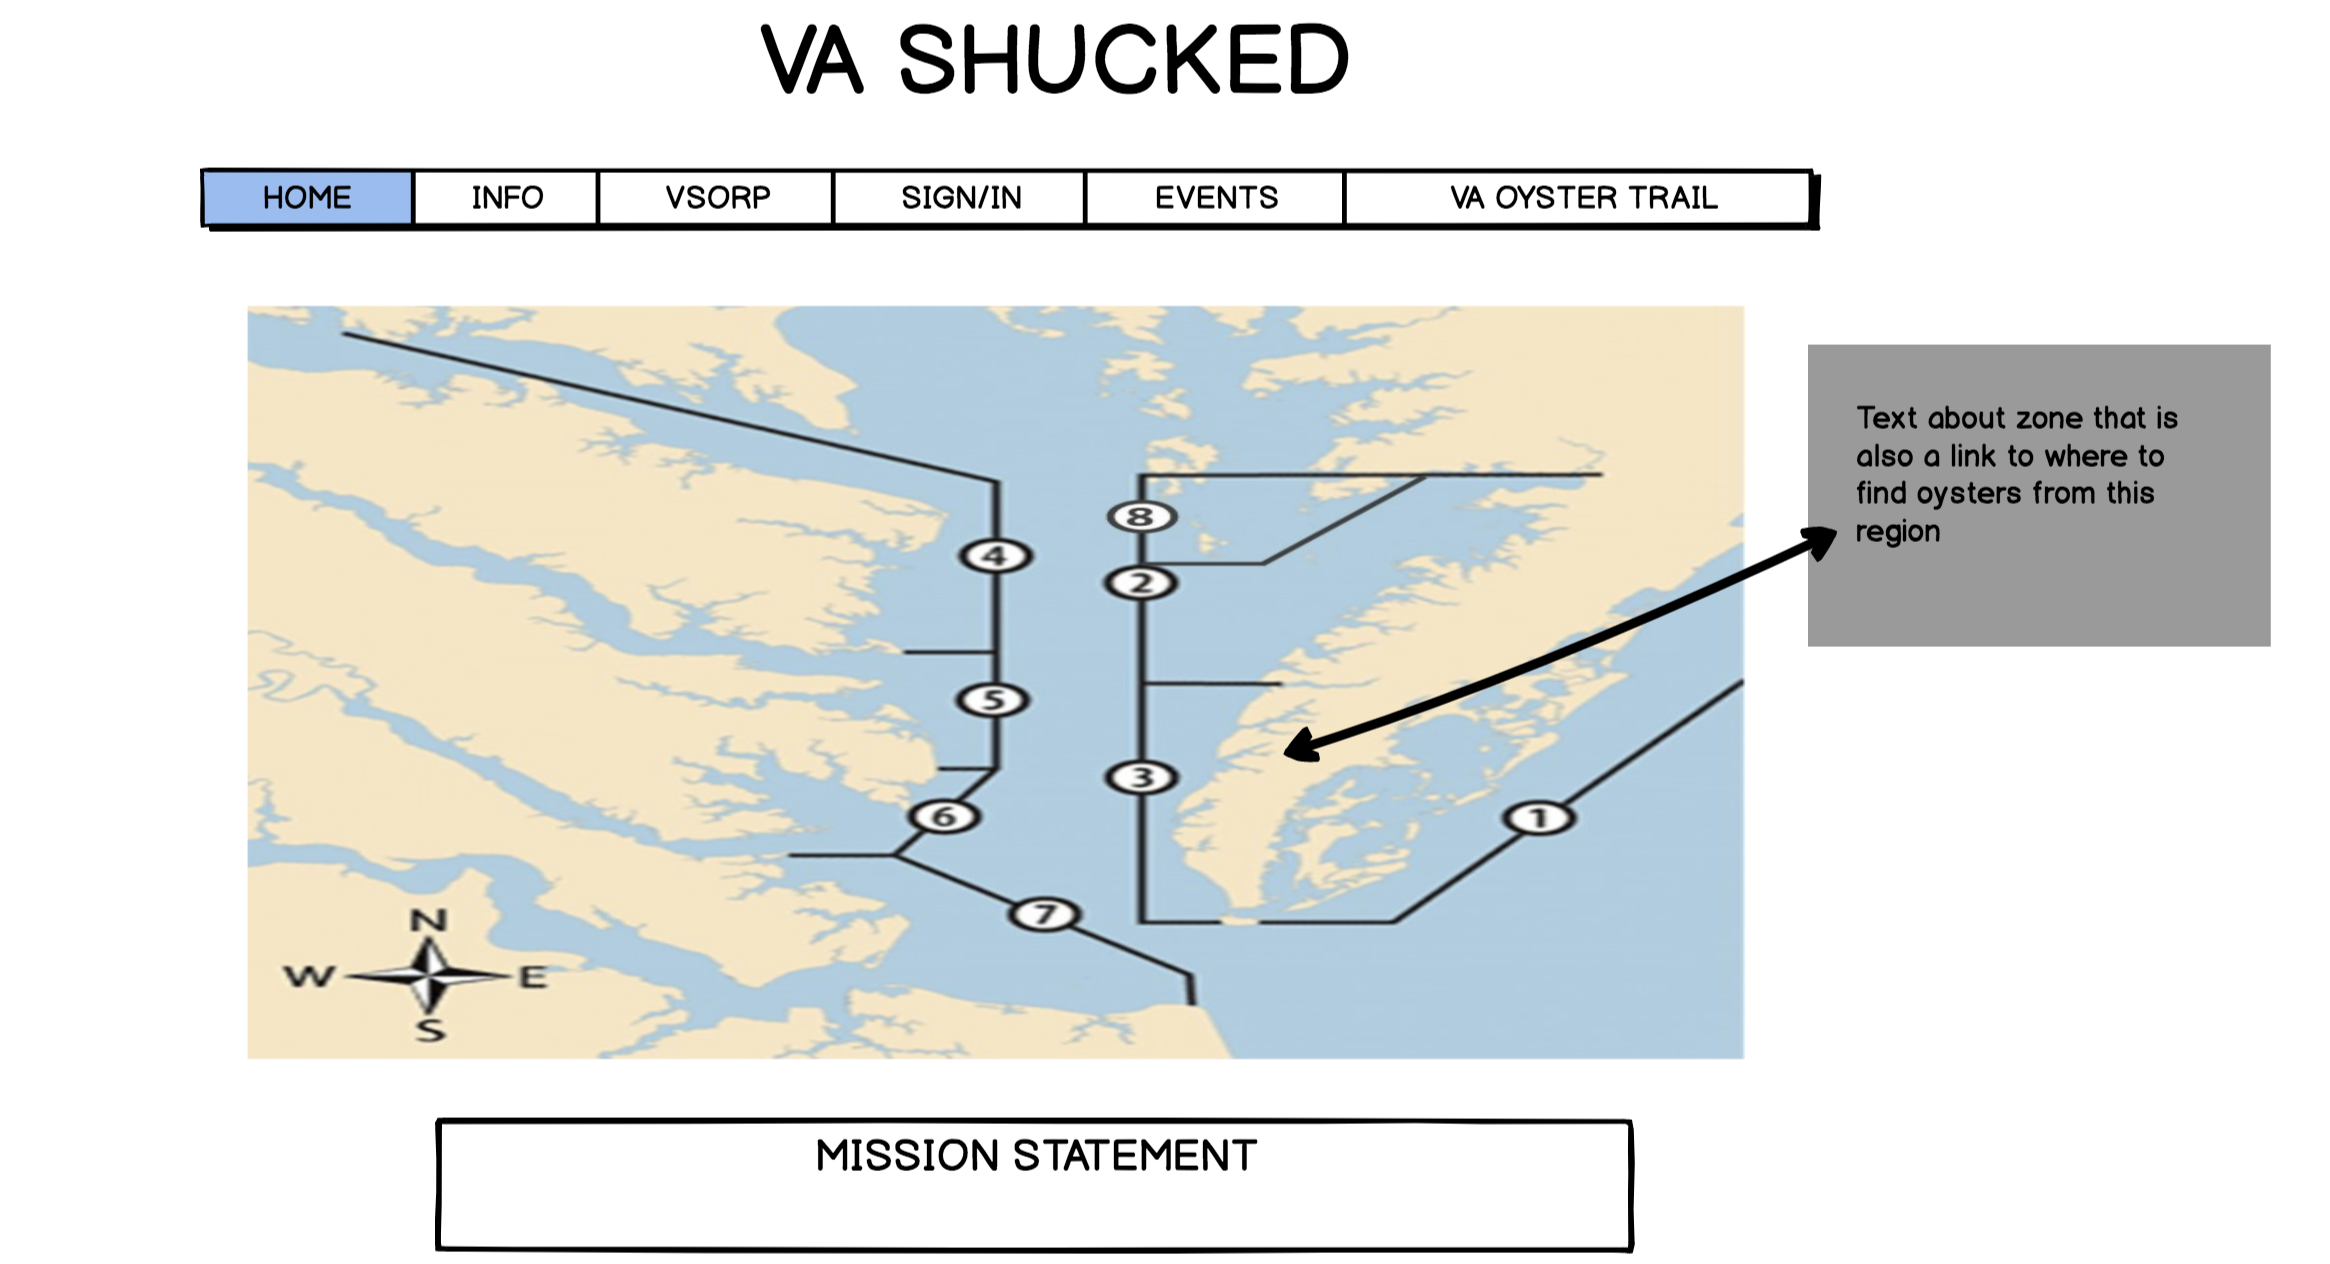 VA SHUCKED
HOME INFO VSORP SIGN/IN EVENTS VA OYSTER TRAIL
Text about zone that is
also a link to where to
find oysters from this
region
8
4
2
5
3
6
1
7
N
W E
S
MISSION STATEMENT